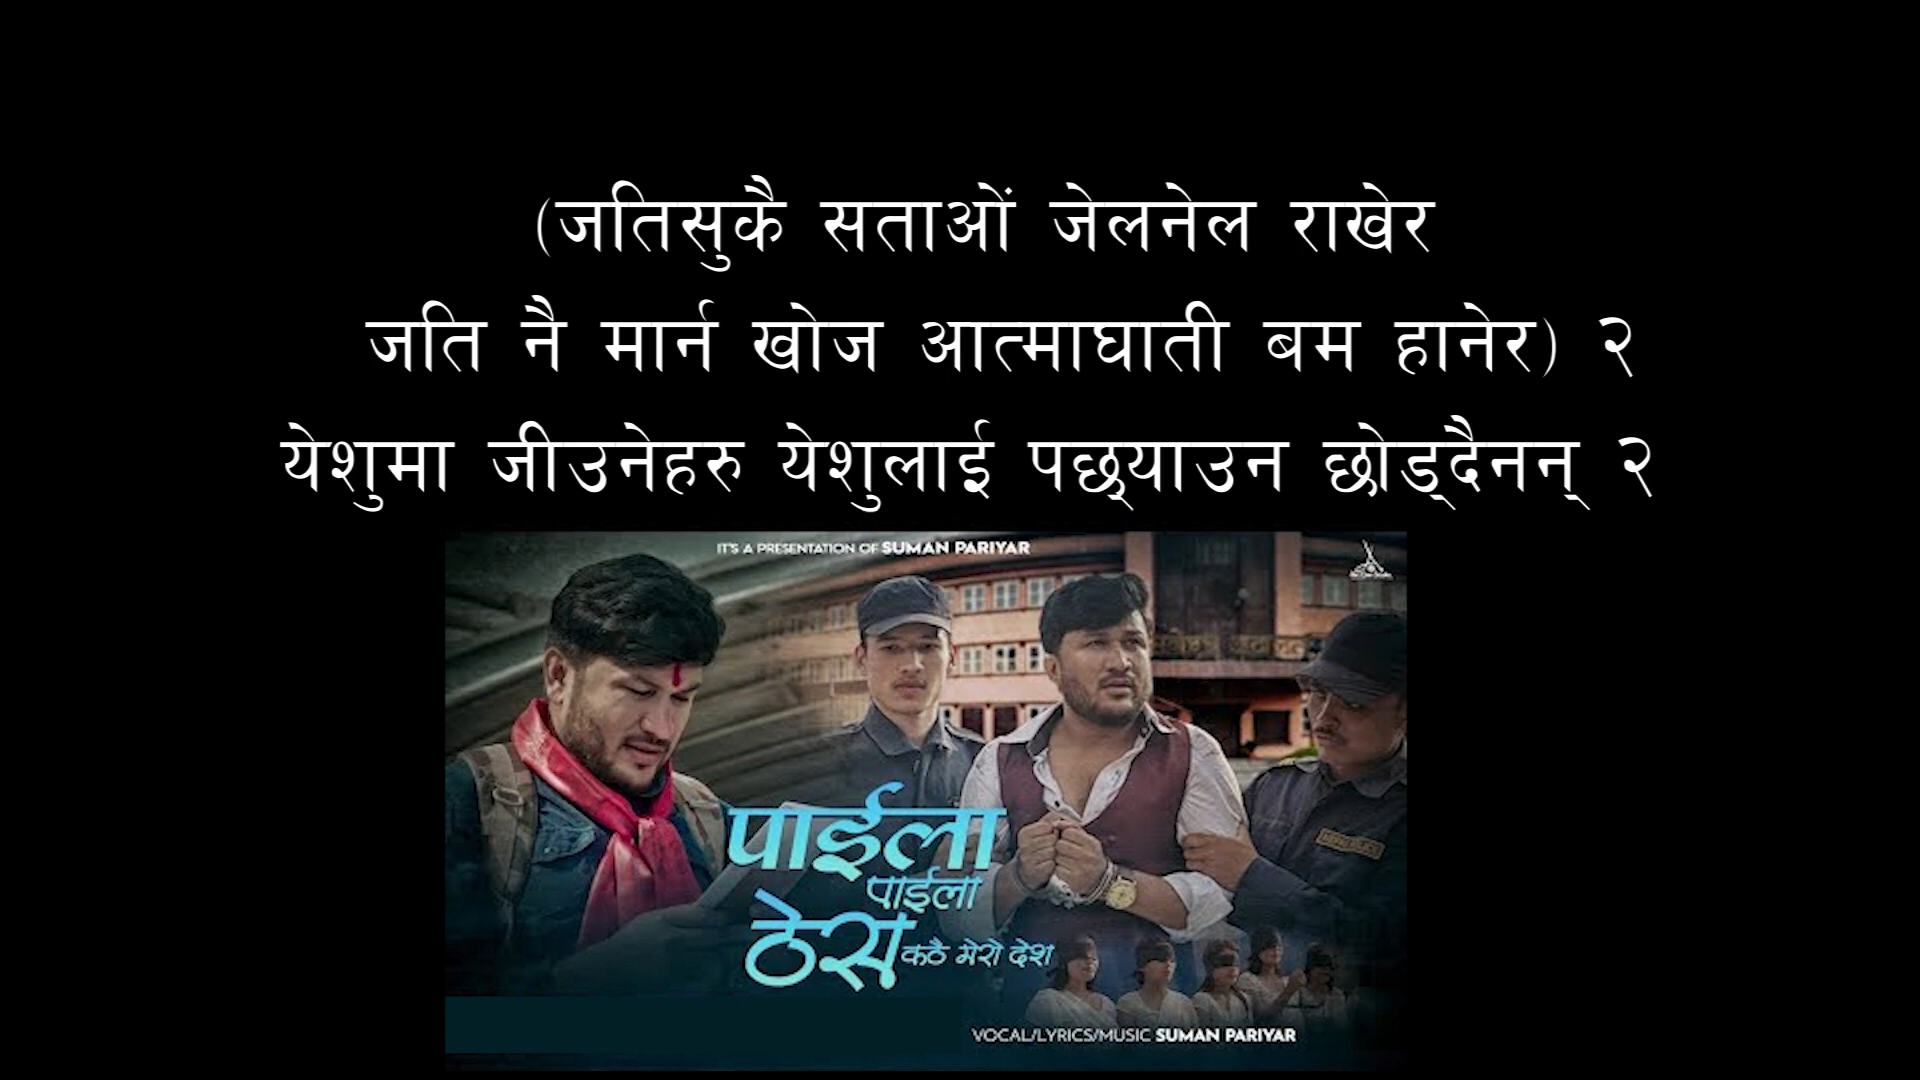 (जतिसुकै सताओं जेलनेल राखेर
जति नै मार्न खोज आत्माघाती बम हानेर) २
येशुमा जीउनेहरु येशुलाई पछ्याउन छोड्दैनन् २
IT'S A PRESENTATION OF SUMAN PARIYAR
पाईला
पाईला
ठेस कठै मेरो देश
VOCAL/LYRICS/MUSIC SUMAN PARIYAR